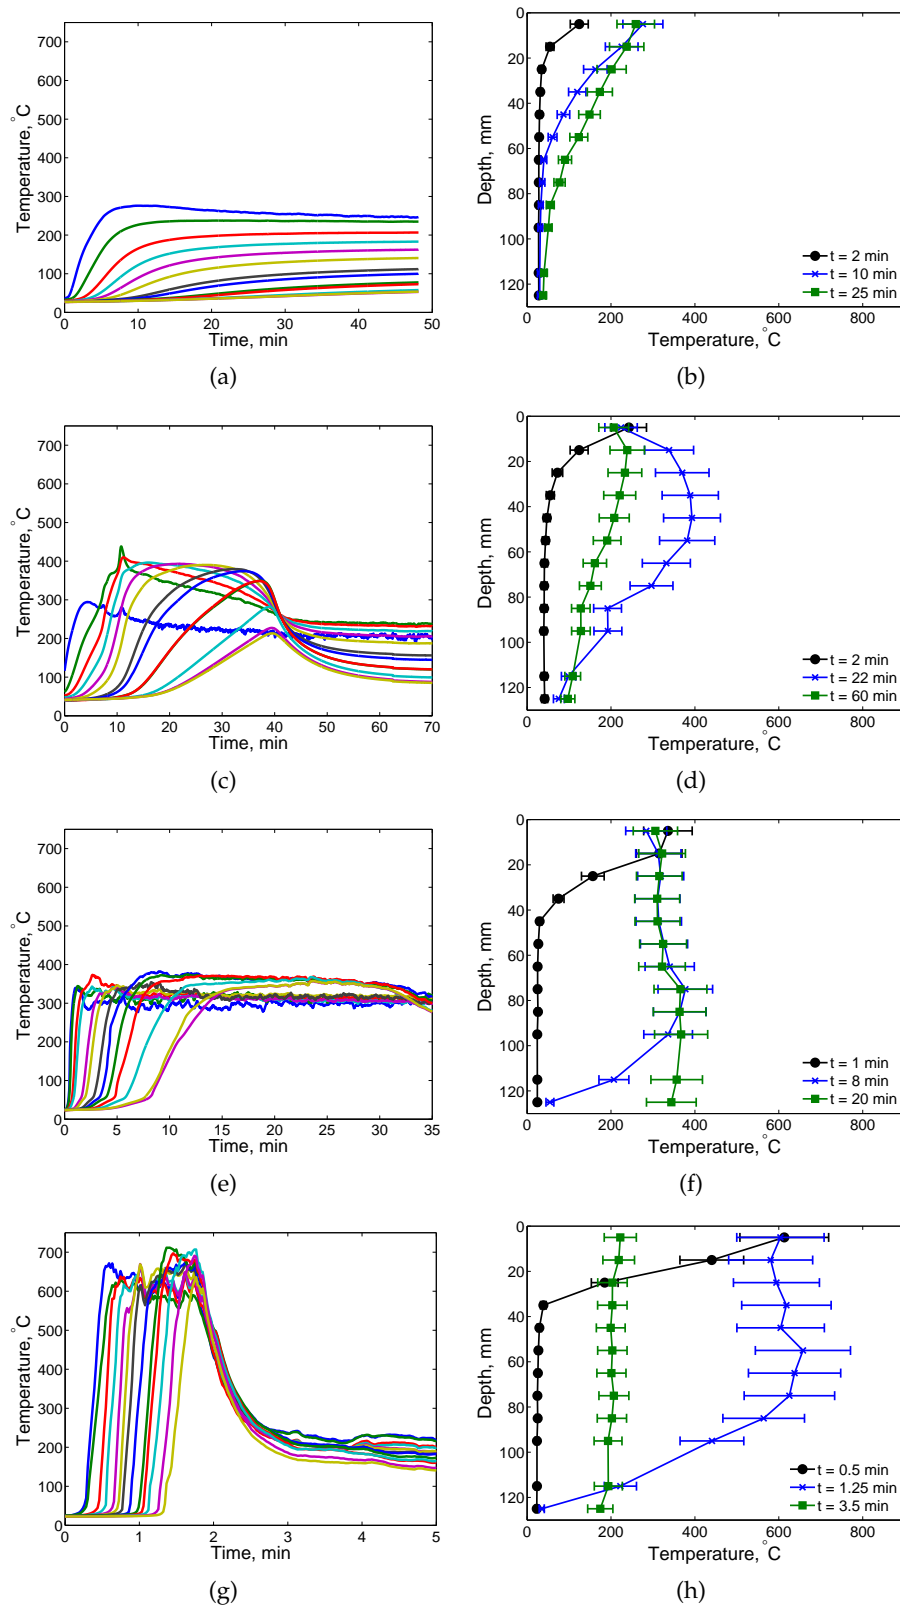 700
600
500
400
300
200
100
0
Temperature, °C
0 10 20 30 40 50
Time, min
(a)
0
20
40
60
80
100
120
Depth, mm
t = 2 min
t = 10 min
t = 25 min
0 200 400 600 800
Temperature, °C
(b)
700
600
500
400
300
200
100
0
Temperature, °C
0 10 20 30 40 50 60 70
Time, min
(c)
0
20
40
60
80
100
120
Depth, mm
t = 2 min
t = 22 min
t = 60 min
0 200 400 600 800
Temperature, °C
(d)
700
600
500
400
300
200
100
0
Temperature, °C
0 5 10 15 20 25 30 35
Time, min
(e)
0
20
40
60
80
100
120
Depth, mm
t = 1 min
t = 8 min
t = 20 min
0 200 400 600 800
Temperature, °C
(f)
700
600
500
400
300
200
100
0
Temperature, °C
0 1 2 3 4 5
Time, min
(g)
0
20
40
60
80
100
120
Depth, mm
t = 0.5 min
t = 1.25 min
t = 3.5 min
0 200 400 600 800
Temperature, °C
(h)